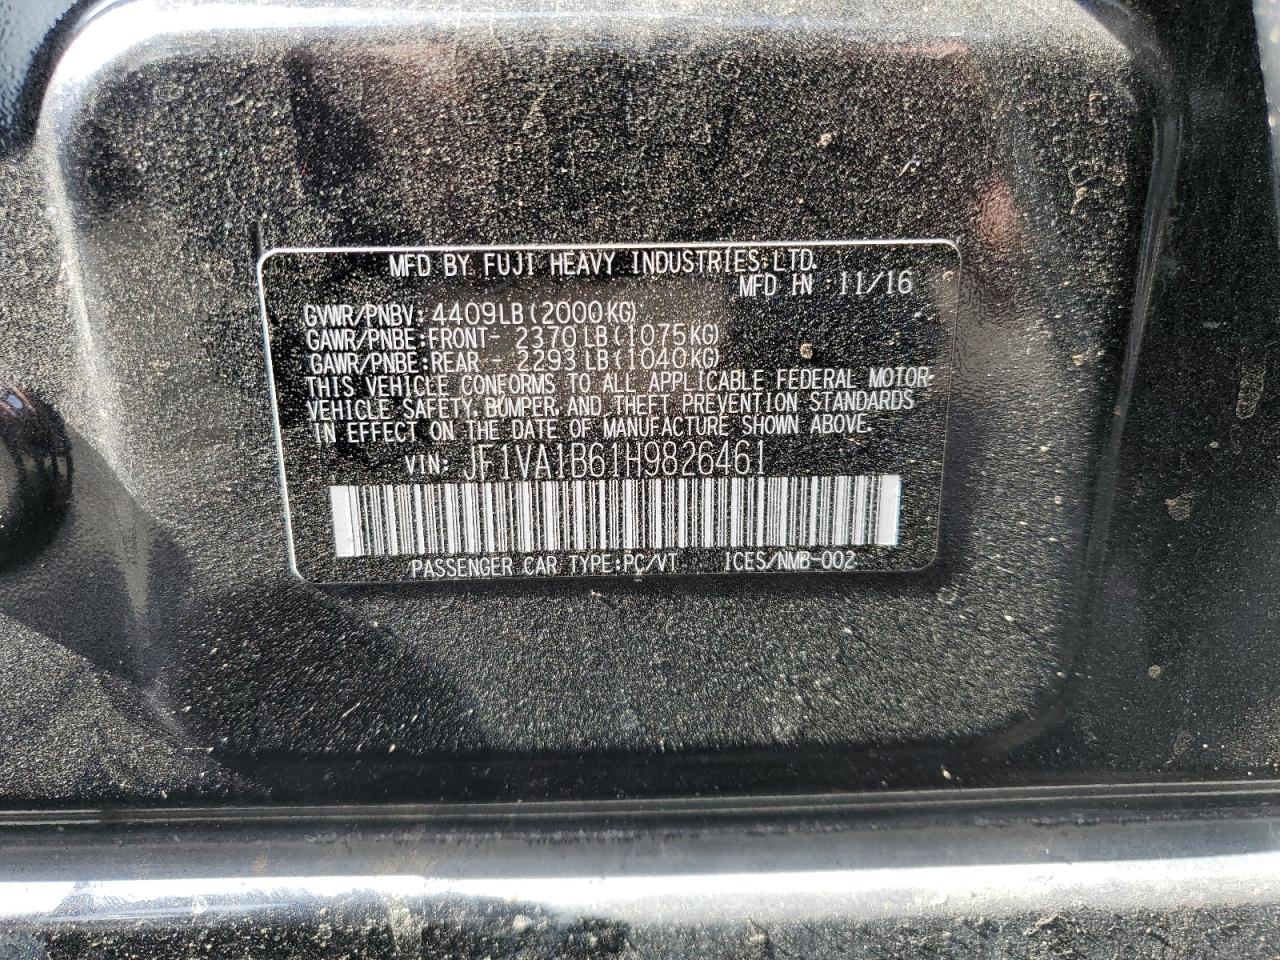 MFD BY FUJI HEAVY INDUSTRIES,LTD.
MFD IN 11/16
GVWR/PNBV: 4409LB(2000KG)
GAWR/PNBE:FRONT- 2370LB(1075KG)
GAWR/PNBE:REAR - 2293LB(1040KG)
THIS VEHICLE CONFORMS TO ALL APPLICABLE FEDERAL MOTOR
VEHICLE SAFETY, BUMPER, AND THEFT PREVENTION STANDARDS
IN EFFECT ON THE DATE OF MANUFACTURE SHOWN ABOVE.
VIN: JF1VA1B61H9826461
PASSENGER CAR TYPE:PC/VT ICES/NMB-002